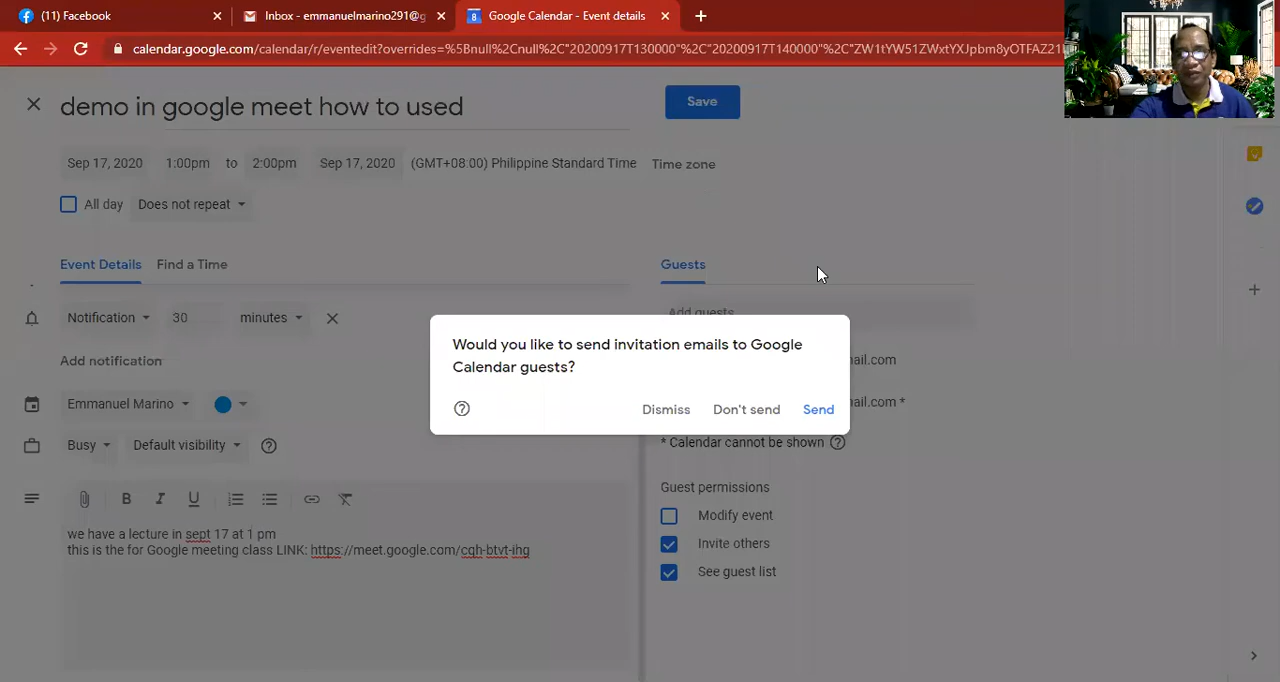 (11) Facebook
Inbox - emmanuelmarino291@g
Google Calendar - Event details
calendar.google.com/calendar/r/eventedit?overrides=%5Bnull%2Cnull%2C"20200917T130000"%2C"20200917T140000"%2C"ZW1tYW51ZWxtYXJpbm8yOTFAZ21
demo in google meet how to used
Save
Sep 17, 2020 1:00pm to 2:00pm Sep 17, 2020 (GMT+08:00) Philippine Standard Time Time zone
All day Does not repeat
Event Details Find a Time
Guests
Notification 30 minutes
Add guests
Add notification
ail.com
Would you like to send invitation emails to Google
Calendar guests?
Dismiss Don't send Send
Emmanuel Marino
ail.com *
Busy Default visibility
* Calendar cannot be shown
Guest permissions
Modify event
Invite others
See guest list
B I U
we have a lecture in sept 17 at 1 pm
this is the for Google meeting class LINK: https://meet.google.com/cqh-btvt-ihg